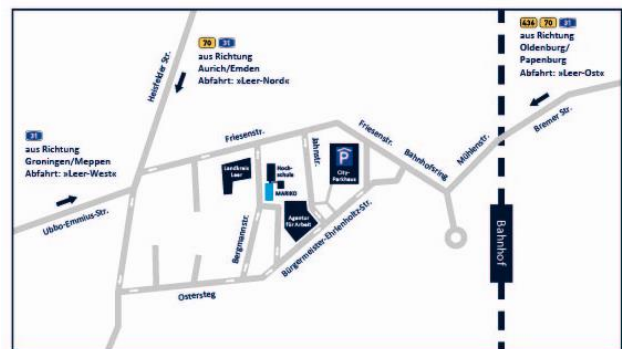 70 31
aus Richtung
Aurich/Emden
Abfahrt: »Leer-Nord«
436 70 31
aus Richtung
Oldenburg/
Papenburg
Abfahrt: »Leer-Ost«
31
aus Richtung
Groningen/Meppen
Abfahrt: »Leer-West«
Heisfelder Str.
Friesenstr.
Jahnstr.
Friesenstr.
Bahnhofsring
Mühlenstr.
Bremer Str.
Landkreis
Leer
Hoch-
schule
MARIKO
P
City-
Parkhaus
Agentur
für Arbeit
Ubbo-Emmius-Str.
Bergmannstr.
Bürgermeister-Ehrlenholtz-Str.
Ostersteg
Bahnhof